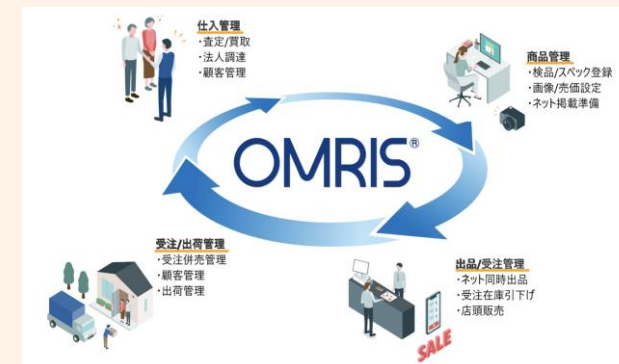 仕入管理
・査定/買取
・法人調達
・顧客管理
商品管理
・検品/スペック登録
・画像/売価設定
・ネット掲載準備
OMRIS®
受注/出荷管理
・受注併売管理
・顧客管理
・出荷管理
出品/受注管理
・ネット同時出品
・受注在庫引下げ
・店頭販売
SALE